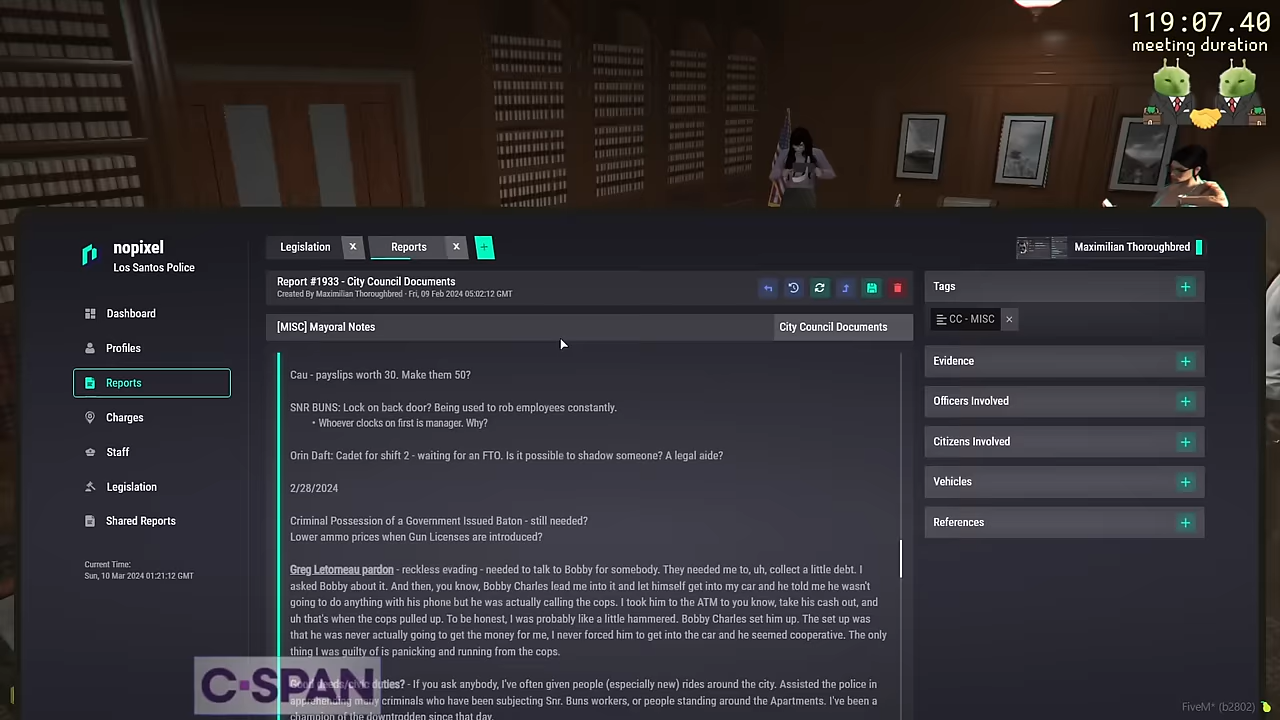 119:07.40
meeting duration
nopixel
Los Santos Police
Legislation x Reports x +
Maximilian Thoroughbred
Report #1933 - City Council Documents
Created By Maximilian Thoroughbred · Fri, 09 Feb 2024 05:02:12 GMT
Tags +
Dashboard
[MISC] Mayoral Notes
City Council Documents
CC - MISC x
Profiles
Reports
Charges
Staff
Legislation
Shared Reports
Current Time:
Sun, 10 Mar 2024 01:21:12 GMT
Cau - payslips worth 30. Make them 50?
SNR BUNS: Lock on back door? Being used to rob employees constantly.
• Whoever clocks on first is manager. Why?
Orin Daft: Cadet for shift 2 - waiting for an FTO. Is it possible to shadow someone? A legal aide?
2/28/2024
Criminal Possession of a Government Issued Baton - still needed?
Lower ammo prices when Gun Licenses are introduced?
Greg Letorneau pardon - reckless evading - needed to talk to Bobby for somebody. They needed me to, uh, collect a little debt. I
asked Bobby about it. And then, you know, Bobby Charles lead me into it and let himself get into my car and he told me he wasn't
going to do anything with his phone but he was actually calling the cops. I took him to the ATM to you know, take his cash out, and
uh that's when the cops pulled up. To be honest, I was probably like a little hammered. Bobby Charles set him up. The set up was
that he was never actually going to get the money for me, I never forced him to get into the car and he seemed cooperative. The only
thing I was guilty of is panicking and running from the cops.
Good deeds/civic duties? - If you ask anybody, I've often given people (especially new) rides around the city. Assisted the police in
apprehending many criminals who have been subjecting Snr. Buns workers, or people standing around the Apartments. I've been a
champion of the downtrodden since that day.
Evidence +
Officers Involved +
Citizens Involved +
Vehicles +
References +
C-SPAN
FiveM* (b2802)